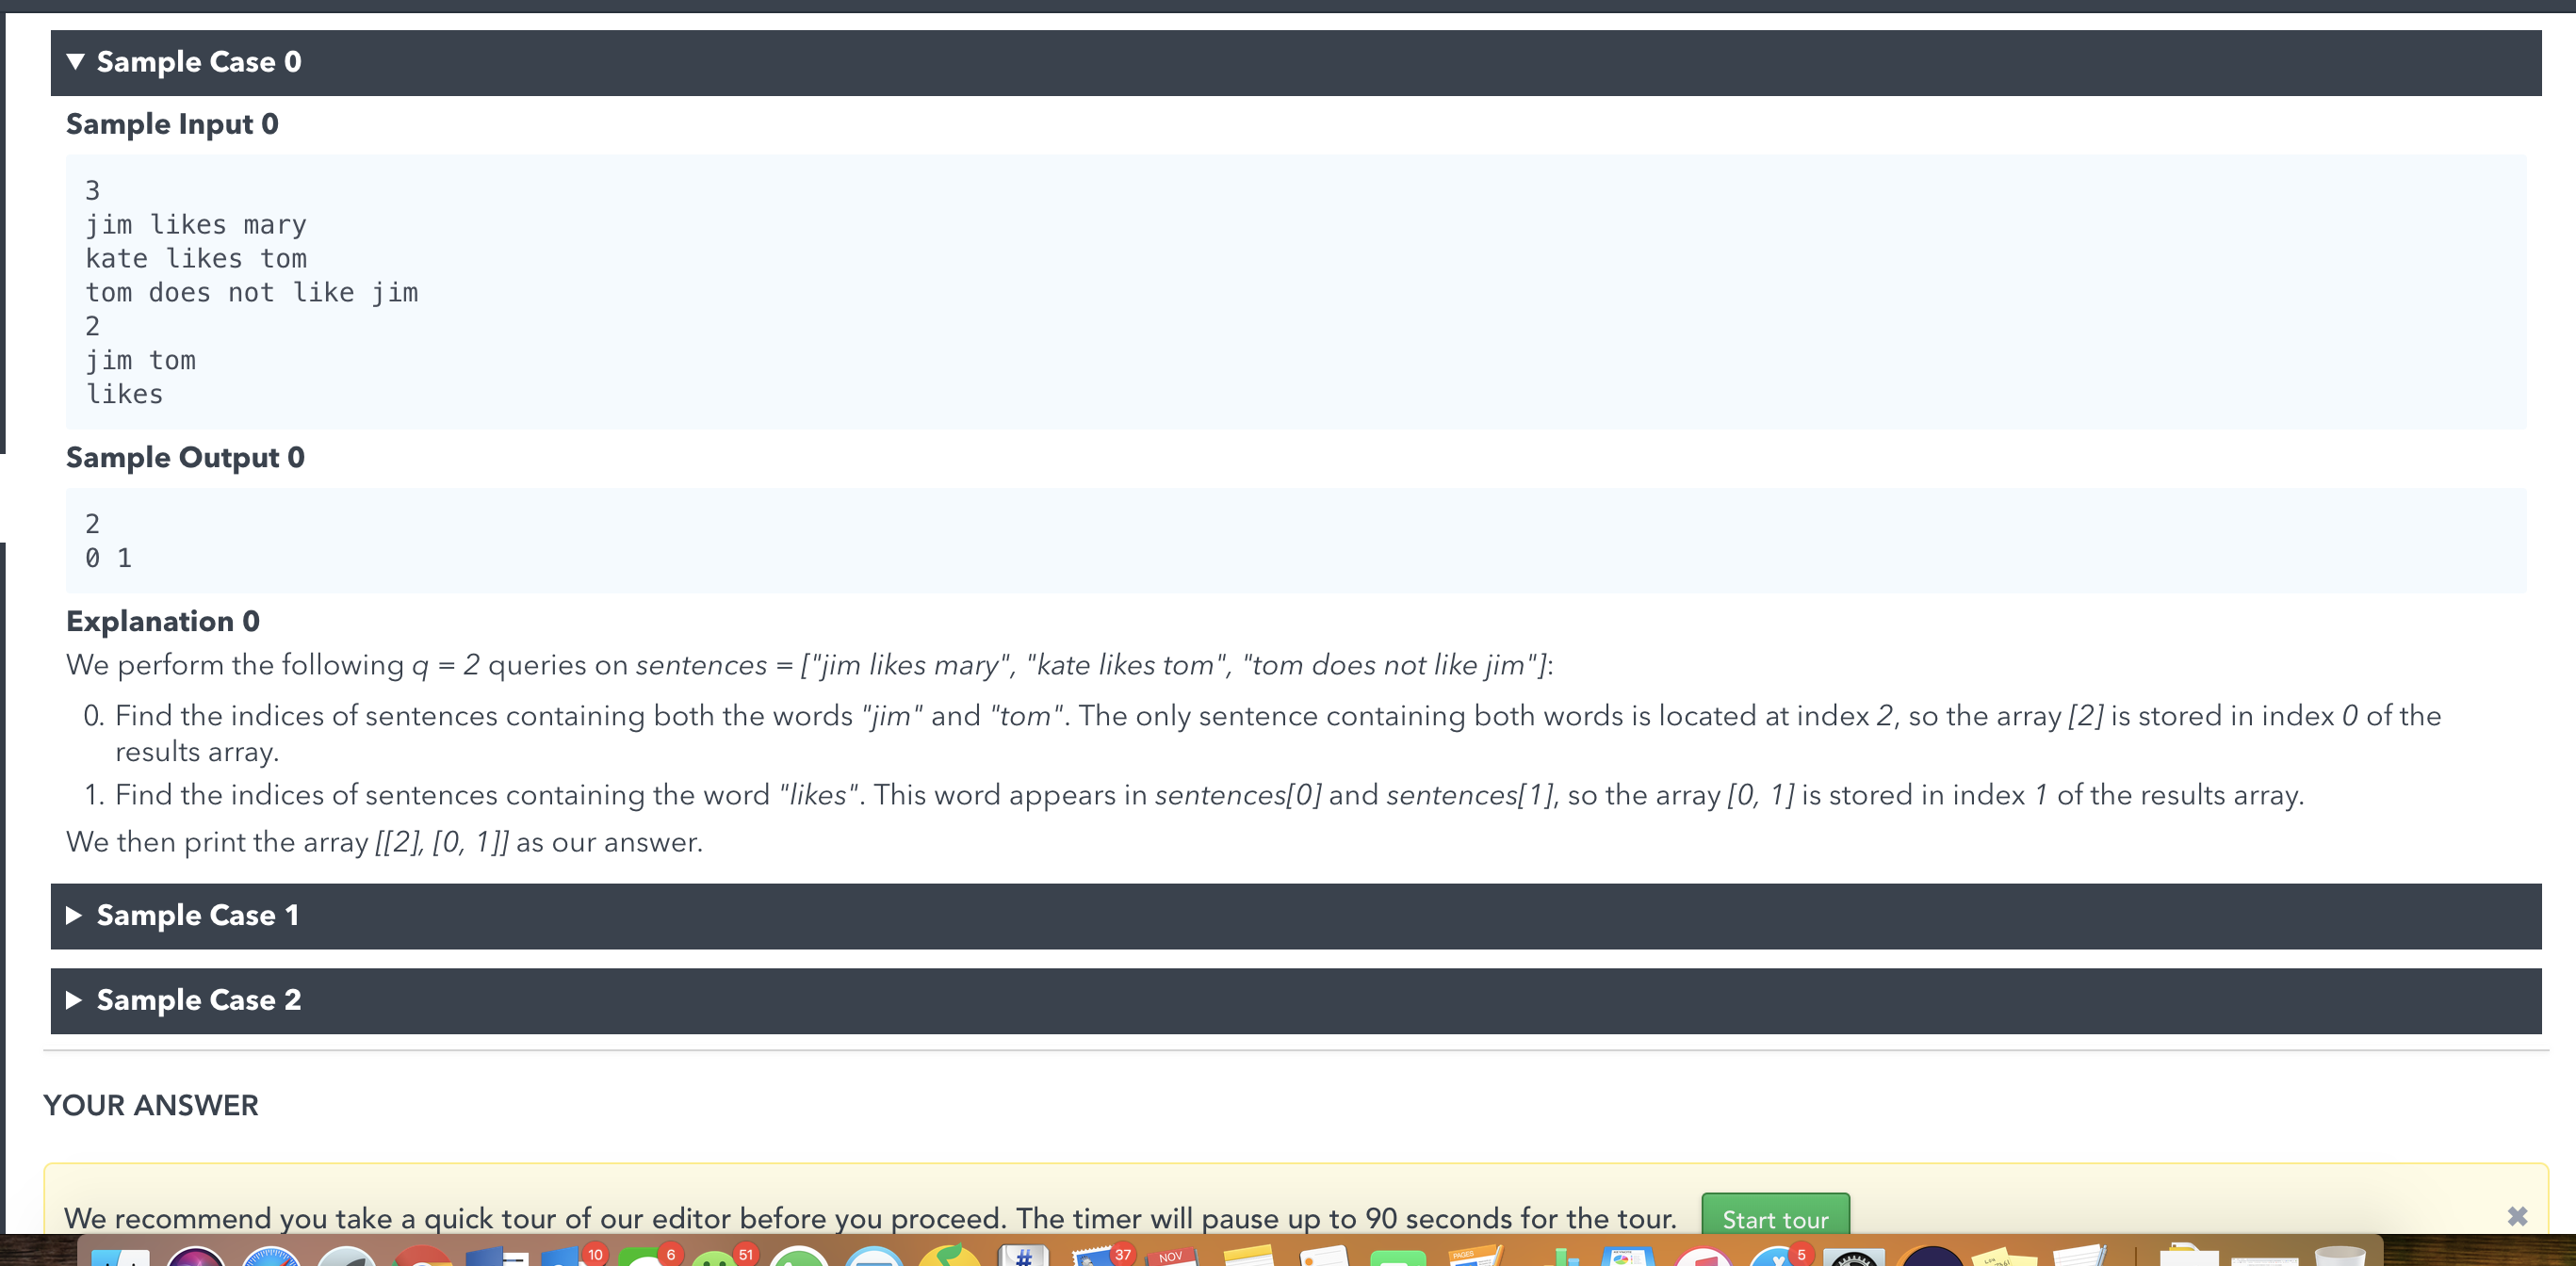 ▼ Sample Case 0
Sample Input 0
3
jim likes mary
kate likes tom
tom does not like jim
2
jim tom
likes
Sample Output 0
2
0 1
Explanation 0
We perform the following q = 2 queries on sentences = ["jim likes mary", "kate likes tom", "tom does not like jim"]:
0. Find the indices of sentences containing both the words "jim" and "tom". The only sentence containing both words is located at index 2, so the array [2] is stored in index 0 of the
results array.
1. Find the indices of sentences containing the word "likes". This word appears in sentences[0] and sentences[1], so the array [0, 1] is stored in index 1 of the results array.
We then print the array [[2], [0, 1]] as our answer.
▶ Sample Case 1
▶ Sample Case 2
YOUR ANSWER
We recommend you take a quick tour of our editor before you proceed. The timer will pause up to 90 seconds for the tour. Start tour ✖
10 6 51 # 37 NOV PAGES 5